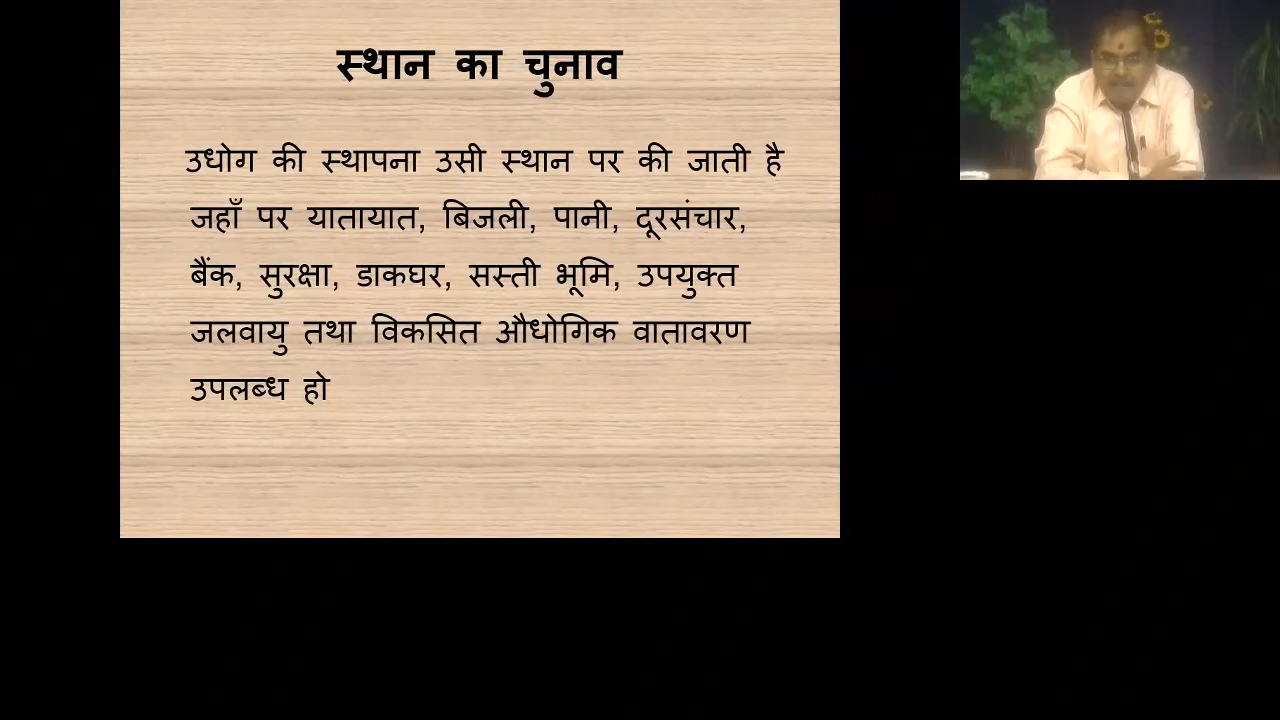 स्थान का चुनाव
उधोग की स्थापना उसी स्थान पर की जाती है
जहाँ पर यातायात, बिजली, पानी, दूरसंचार,
बैंक, सुरक्षा, डाकघर, सस्ती भूमि, उपयुक्त
जलवायु तथा विकसित औधोगिक वातावरण
उपलब्ध हो